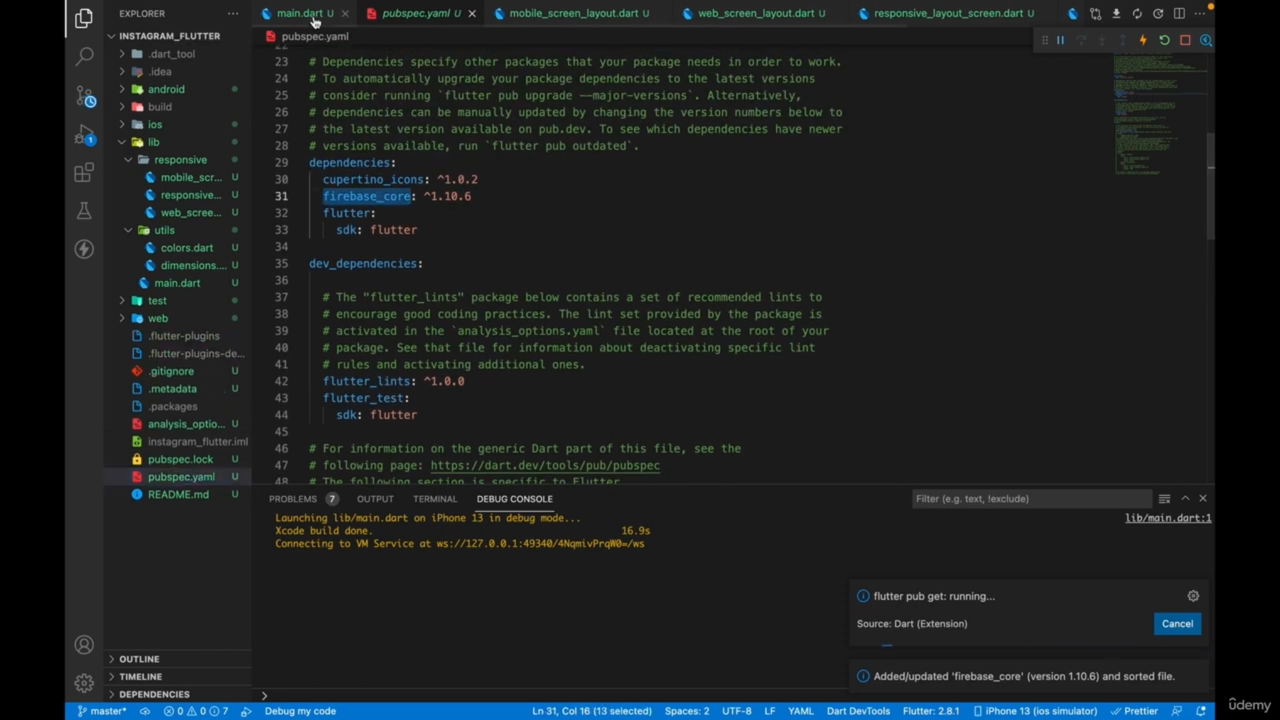 EXPLORER
INSTAGRAM_FLUTTER
.dart_tool
.idea
android
build
ios
lib
responsive
mobile_scr... U
responsive... U
web_scree... U
utils
colors.dart U
dimensions.... U
main.dart U
test
web
.flutter-plugins
.flutter-plugins-de...
.gitignore U
.metadata U
.packages
analysis_optio... U
instagram_flutter.iml
pubspec.lock U
pubspec.yaml U
README.md U
OUTLINE
TIMELINE
DEPENDENCIES
1
main.dart U
pubspec.yaml U
mobile_screen_layout.dart U
web_screen_layout.dart U
responsive_layout_screen.dart U
pubspec.yaml
22
23 # Dependencies specify other packages that your package needs in order to work.
24 # To automatically upgrade your package dependencies to the latest versions
25 # consider running `flutter pub upgrade --major-versions`. Alternatively,
26 # dependencies can be manually updated by changing the version numbers below to
27 # the latest version available on pub.dev. To see which dependencies have newer
28 # versions available, run `flutter pub outdated`.
29 dependencies:
30 cupertino_icons: ^1.0.2
31 firebase_core: ^1.10.6
32 flutter:
33 sdk: flutter
34
35 dev_dependencies:
36
37 # The "flutter_lints" package below contains a set of recommended lints to
38 # encourage good coding practices. The lint set provided by the package is
39 # activated in the `analysis_options.yaml` file located at the root of your
40 # package. See that file for information about deactivating specific lint
41 # rules and activating additional ones.
42 flutter_lints: ^1.0.0
43 flutter_test:
44 sdk: flutter
45
46 # For information on the generic Dart part of this file, see the
47 # following page: https://dart.dev/tools/pub/pubspec
48 # The following section is specific to Flutter
PROBLEMS 7 OUTPUT TERMINAL DEBUG CONSOLE
Filter (e.g. text, !exclude)
Launching lib/main.dart on iPhone 13 in debug mode...
lib/main.dart:1
Xcode build done. 16.9s
Connecting to VM Service at ws://127.0.0.1:49340/4NqmivPrqW0=/ws
flutter pub get: running...
Source: Dart (Extension)
Cancel
Added/updated 'firebase_core' (version 1.10.6) and sorted file.
master* 0 0 7 Debug my code
Ln 31, Col 16 (13 selected) Spaces: 2 UTF-8 LF YAML Dart DevTools Flutter: 2.8.1 iPhone 13 (ios simulator) Prettier
ûdemy